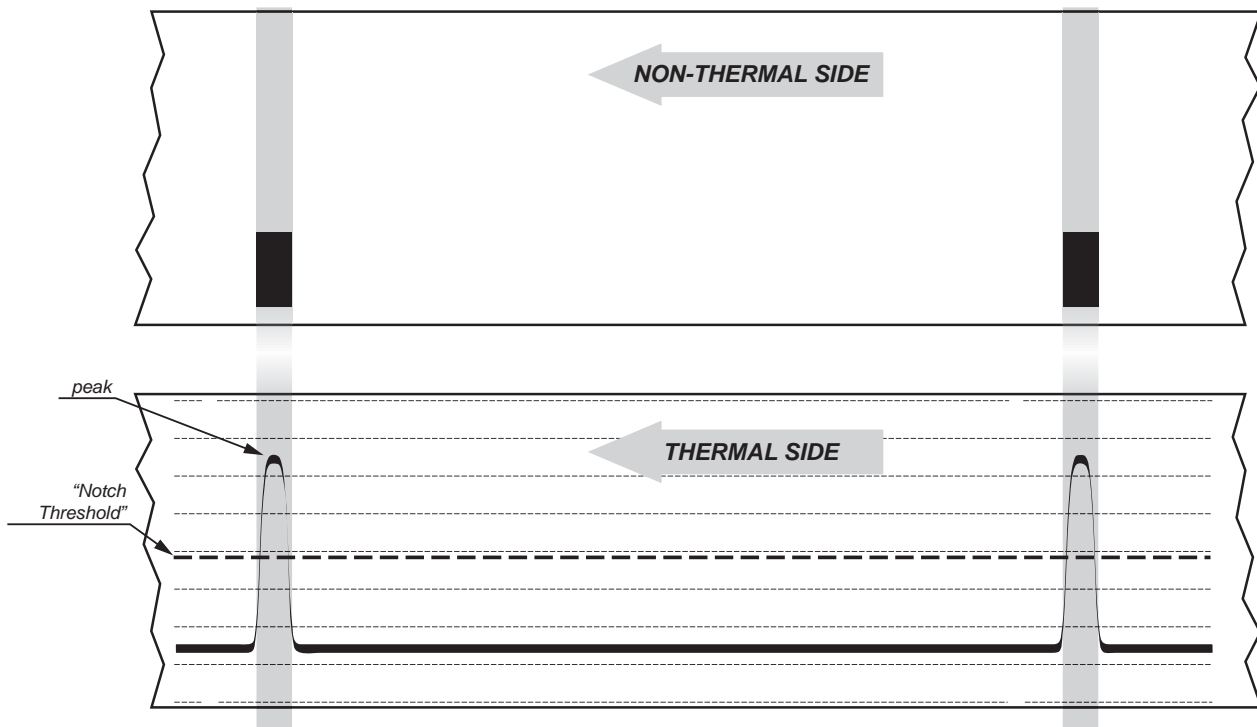 NON-THERMAL SIDE
peak
THERMAL SIDE
“Notch
Threshold”